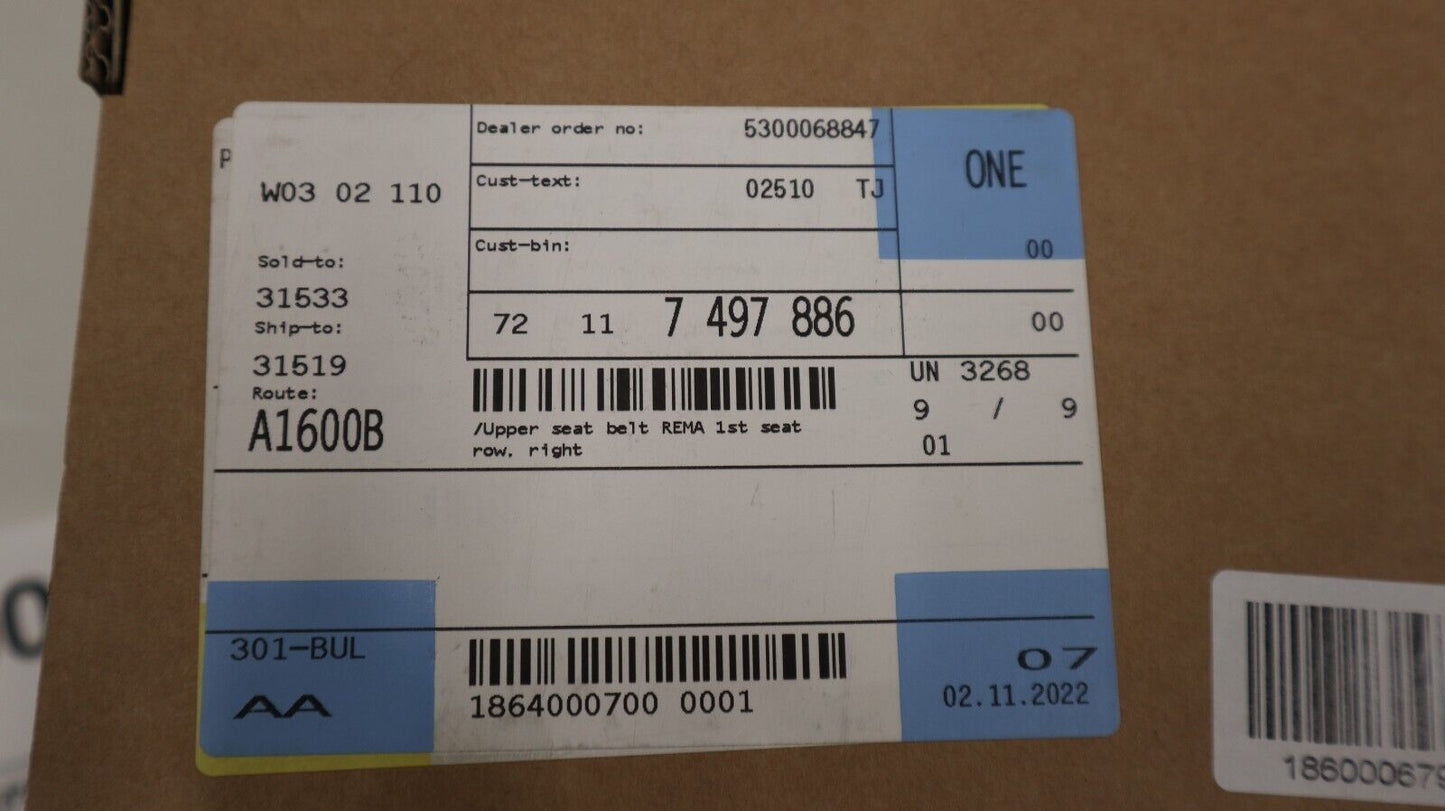 P
W03 02 110
Sold-to:
31533
Ship-to:
31519
Route:
A1600B
Dealer order no: 5300068847
Cust-text: 02510 TJ
Cust-bin:
72 11 7 497 886
/Upper seat belt REMA 1st seat
row. right
ONE
00
00
UN 3268
9 / 9
01
301-BUL
AA
1864000700 0001
07
02.11.2022
186000679